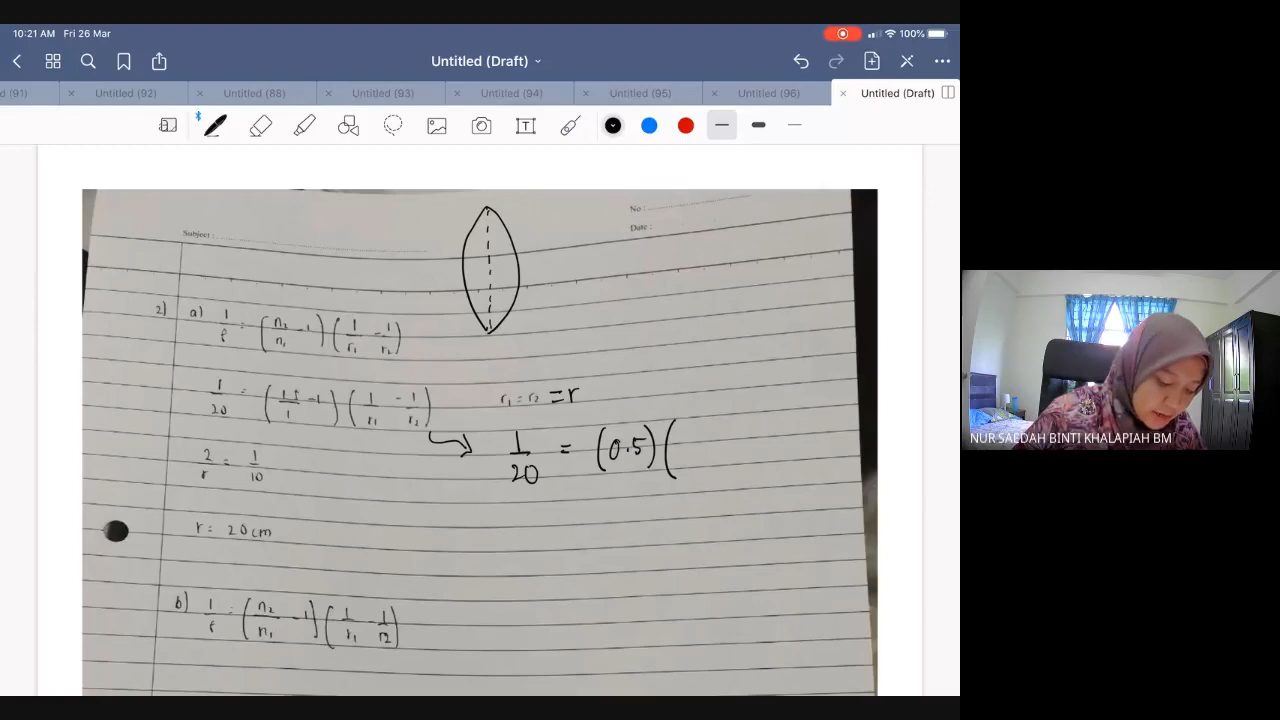 10:21 AM Fri 26 Mar
100%
Untitled (Draft)
d (91)
Untitled (92)
Untitled (88)
Untitled (93)
Untitled (94)
Untitled (95)
Untitled (96)
Untitled (Draft)
No :
Subject :
Date :
2) a) 1/f = (n₂/n₁ - 1)(1/r₁ - 1/r₂)
1/20 = (1.5/1 - 1)(1/r₁ - 1/r₂) r₁ = r₂ = r
1/20 = (0.5)(
2/r = 1/10
r = 20 cm
b) 1/f = (n₂/n₁ - 1)(1/r₁ - 1/r2)
NUR SAEDAH BINTI KHALAPIAH BM